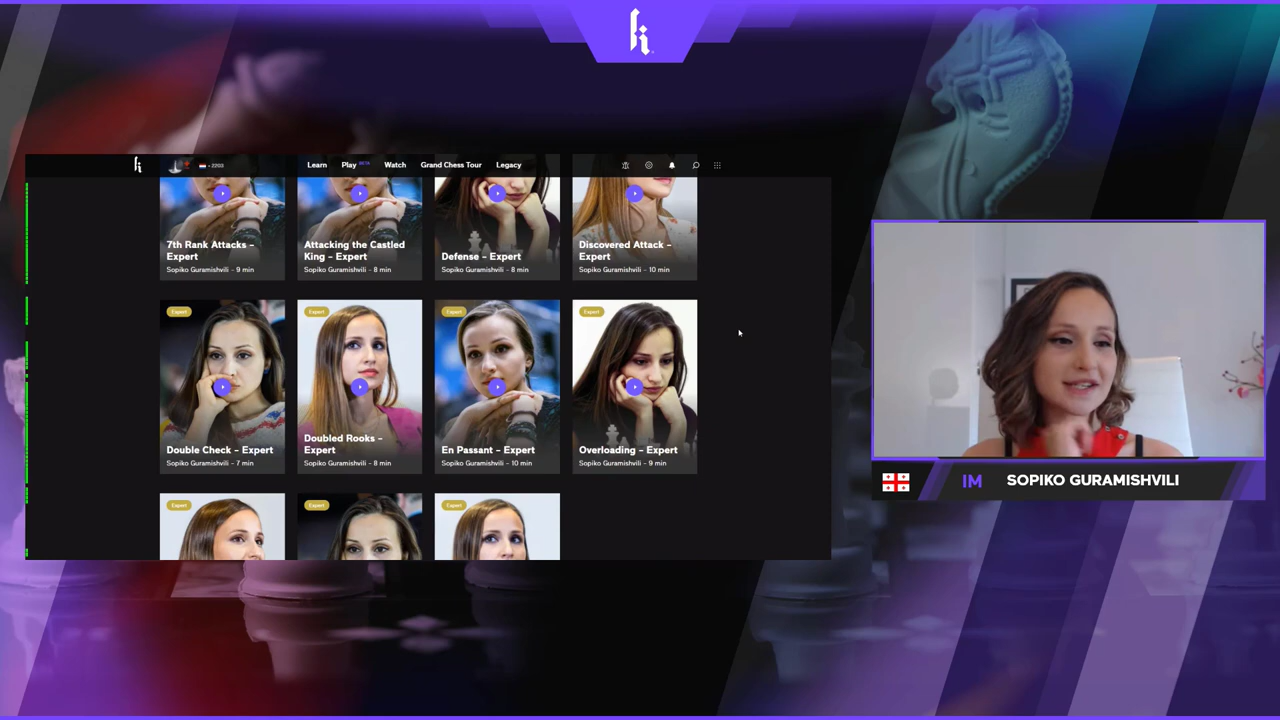 2203
Learn
Play BETA
Watch
Grand Chess Tour
Legacy
7th Rank Attacks –
Expert
Sopiko Guramishvili – 9 min
Attacking the Castled
King – Expert
Sopiko Guramishvili – 8 min
Defense – Expert
Sopiko Guramishvili – 8 min
Discovered Attack –
Expert
Sopiko Guramishvili – 10 min
Expert
Double Check – Expert
Sopiko Guramishvili – 7 min
Expert
Doubled Rooks –
Expert
Sopiko Guramishvili – 8 min
Expert
En Passant – Expert
Sopiko Guramishvili – 10 min
Expert
Overloading – Expert
Sopiko Guramishvili – 9 min
Expert
Expert
Expert
IM SOPIKO GURAMISHVILI